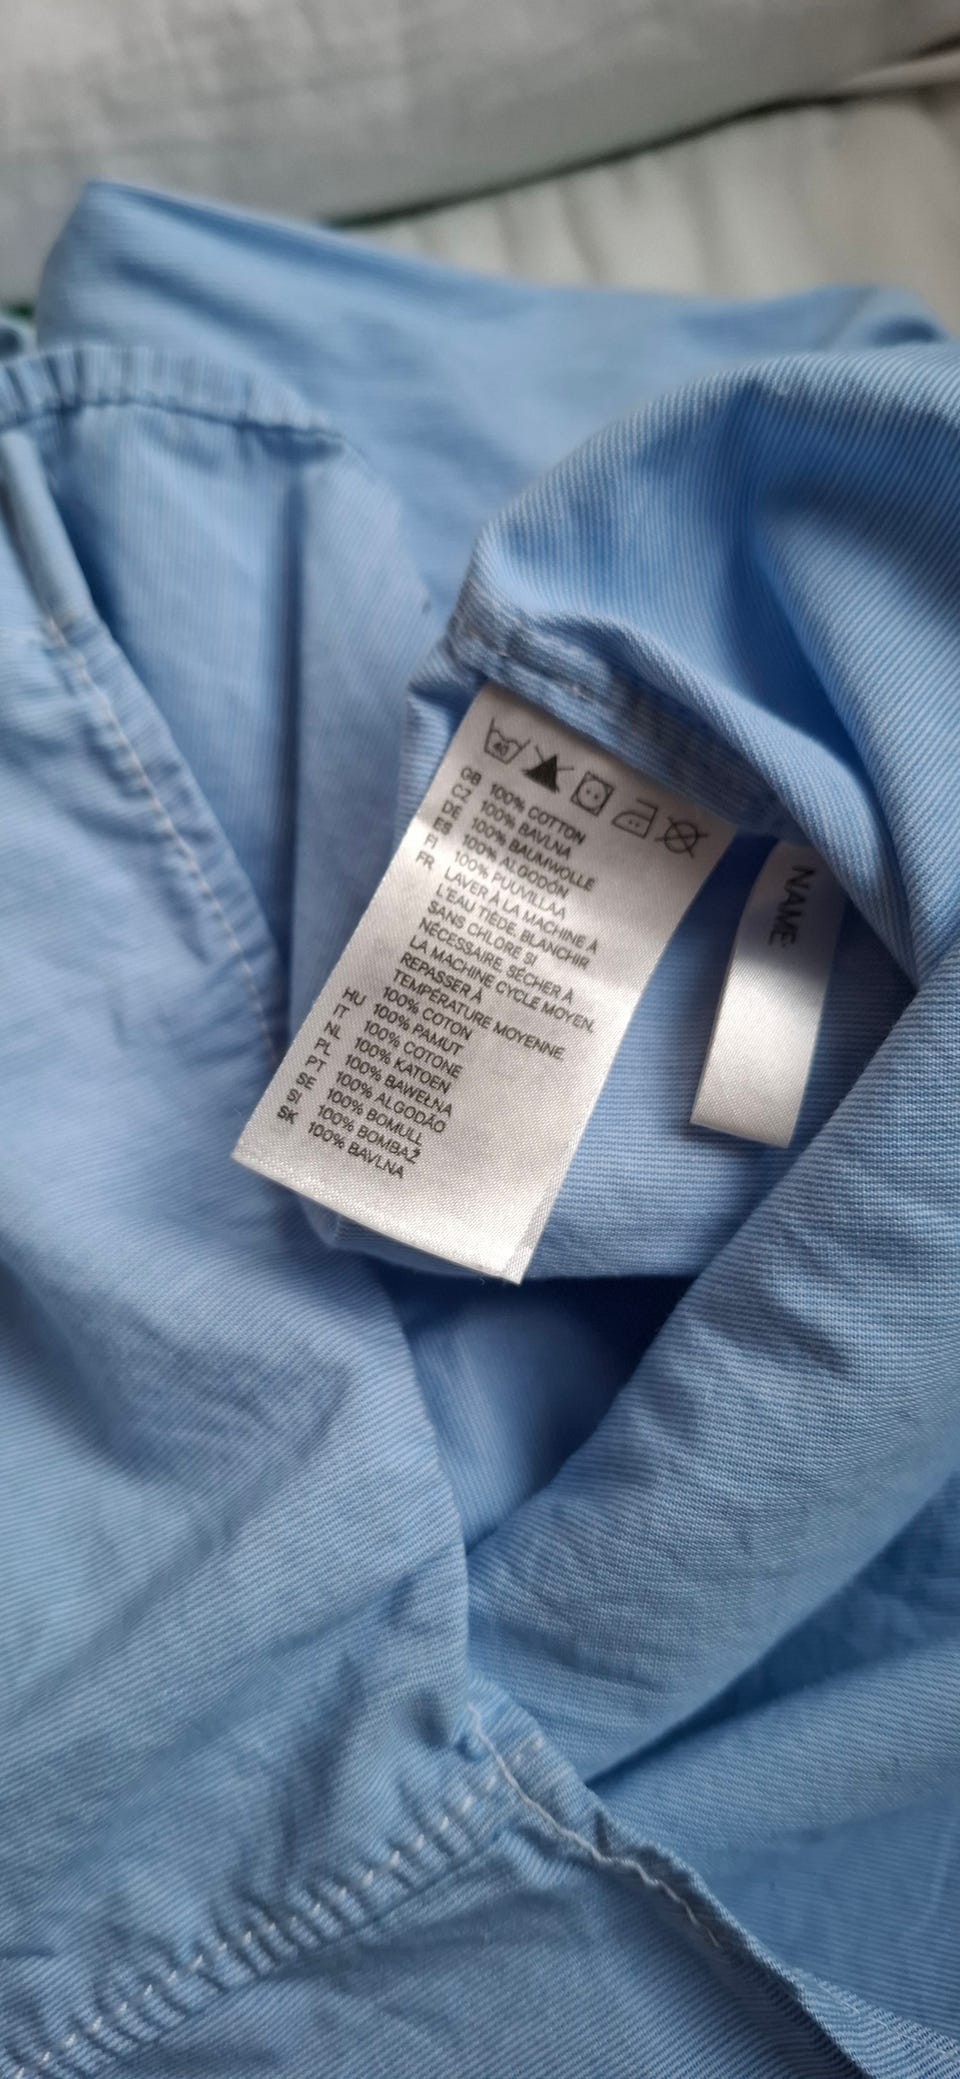 40
GB 100% COTTON
CZ 100% BAVLNA
DE 100% BAUMWOLLE
ES 100% ALGODÓN
FI 100% PUUVILLAA
FR LAVER À LA MACHINE À
L'EAU TIÈDE, BLANCHIR
SANS CHLORE SI
NÉCESSAIRE, SÉCHER À
LA MACHINE CYCLE MOYEN,
REPASSER À
TEMPÉRATURE MOYENNE.
100% COTON
HU 100% PAMUT
IT 100% COTONE
NL 100% KATOEN
PL 100% BAWEŁNA
PT 100% ALGODÃO
SE 100% BOMULL
SI 100% BOMBAŽ
SK 100% BAVLNA
NAME